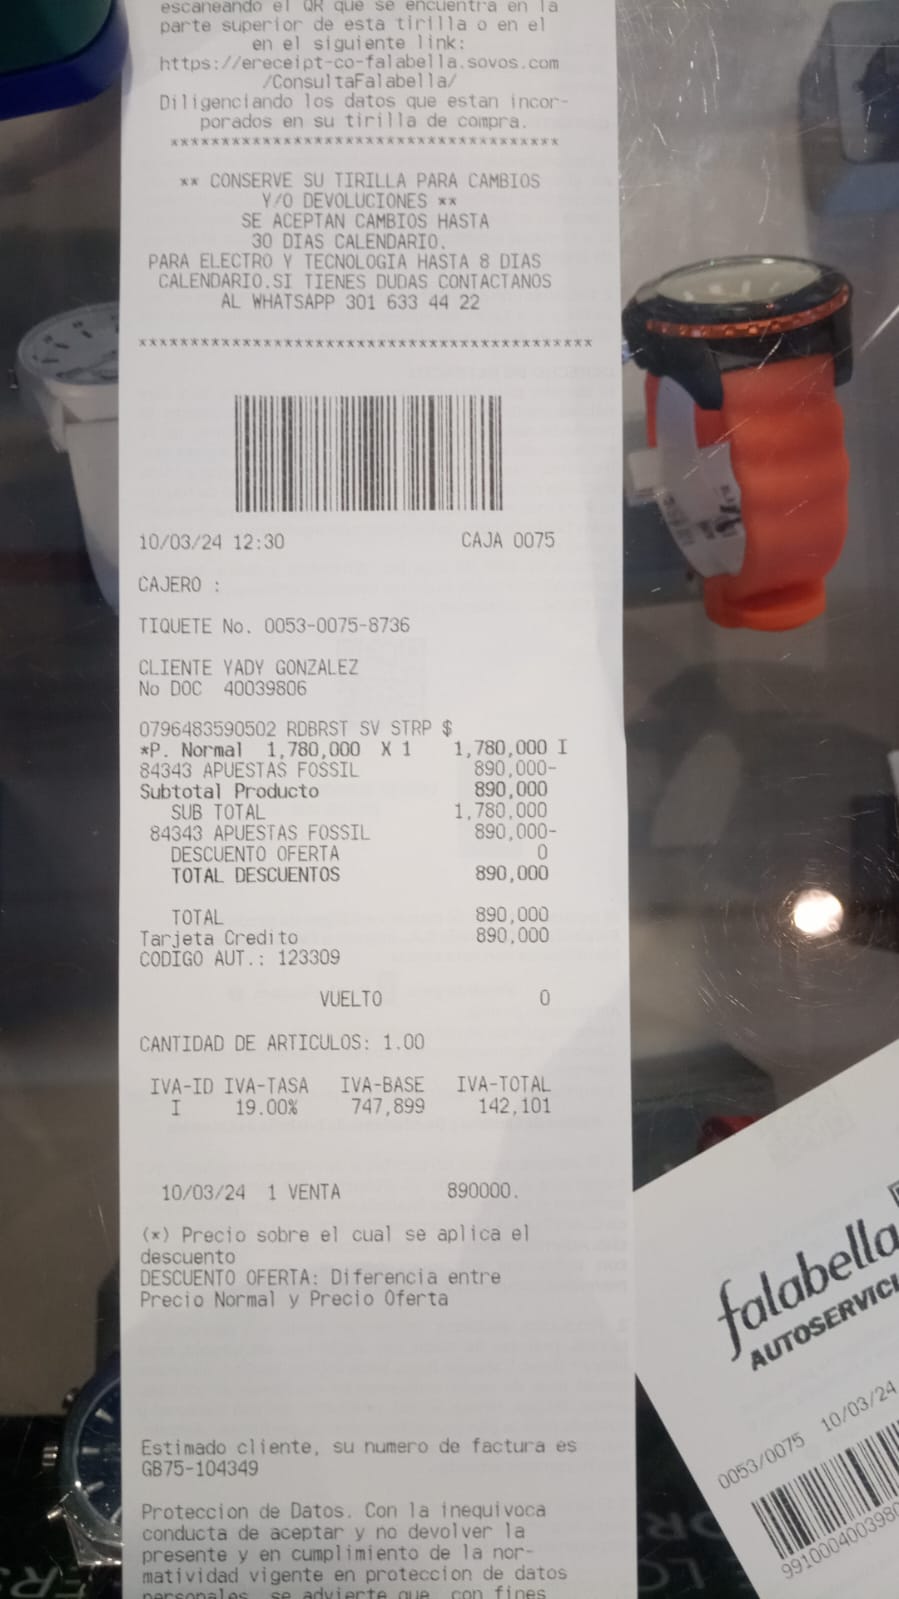 escaneando el QR que se encuentra en la
parte superior de esta tirilla o en el
en el siguiente link:
https://ereceipt-co-falabella.sovos.com
/ConsultaFalabella/
Diligenciando los datos que estan incor-
porados en su tirilla de compra.
***************************************
** CONSERVE SU TIRILLA PARA CAMBIOS
Y/O DEVOLUCIONES **
SE ACEPTAN CAMBIOS HASTA
30 DIAS CALENDARIO.
PARA ELECTRO Y TECNOLOGIA HASTA 8 DIAS
CALENDARIO.SI TIENES DUDAS CONTACTANOS
AL WHATSAPP 301 633 44 22
********************************************
10/03/24 12:30 CAJA 0075
CAJERO :
TIQUETE No. 0053-0075-8736
CLIENTE YADY GONZALEZ
No DOC 40039806
0796483590502 RDBRST SV STRP $
*P. Normal 1,780,000 X 1 1,780,000 I
84343 APUESTAS FOSSIL 890,000-
Subtotal Producto 890,000
SUB TOTAL 1,780,000
84343 APUESTAS FOSSIL 890,000-
DESCUENTO OFERTA 0
TOTAL DESCUENTOS 890,000
TOTAL 890,000
Tarjeta Credito 890,000
CODIGO AUT.: 123309
VUELTO 0
CANTIDAD DE ARTICULOS: 1.00
IVA-ID IVA-TASA IVA-BASE IVA-TOTAL
I 19.00% 747,899 142,101
10/03/24 1 VENTA 890000.
(*) Precio sobre el cual se aplica el
descuento
DESCUENTO OFERTA: Diferencia entre
Precio Normal y Precio Oferta
Estimado cliente, su numero de factura es
GB75-104349
Proteccion de Datos. Con la inequivoca
conducta de aceptar y no devolver la
presente y en cumplimiento de la nor-
matividad vigente en proteccion de datos
personales, se advierte que, con fines
falabella
AUTOSERVICI
0053/0075 10/03/24